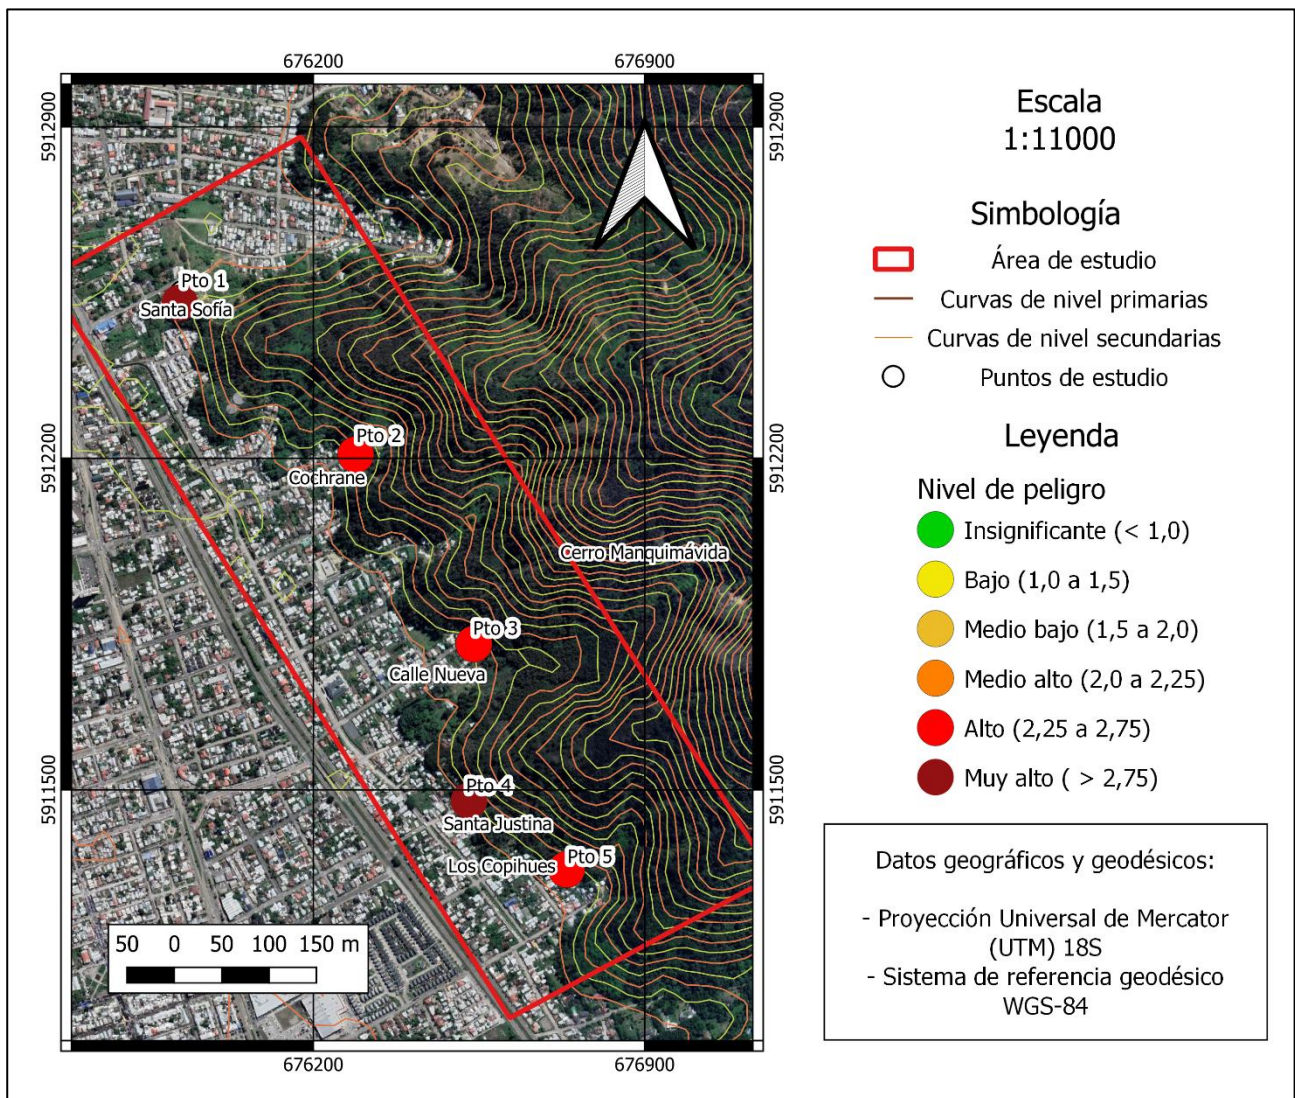 676200
676900
5912900
5912900
Pto 1
Santa Sofía
Pto 2
5912200
5912200
Cochrane
Cerro Manquimávida
Pto 3
Calle Nueva
5911500
5911500
Pto 4
Santa Justina
Los Copihues
Pto 5
50 0 50 100 150 m
676200
676900
Escala
1:11000
Simbología
Área de estudio
Curvas de nivel primarias
Curvas de nivel secundarias
Puntos de estudio
Leyenda
Nivel de peligro
Insignificante (< 1,0)
Bajo (1,0 a 1,5)
Medio bajo (1,5 a 2,0)
Medio alto (2,0 a 2,25)
Alto (2,25 a 2,75)
Muy alto ( > 2,75)
Datos geográficos y geodésicos:
- Proyección Universal de Mercator
(UTM) 18S
- Sistema de referencia geodésico
WGS-84